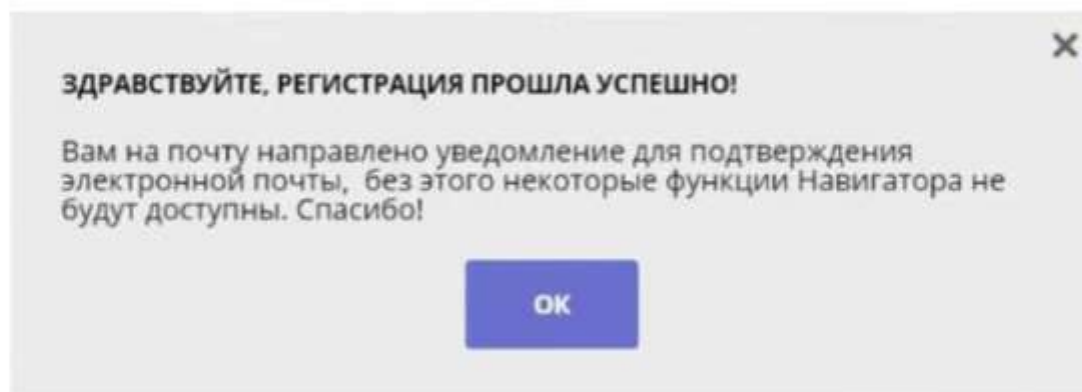 ЗДРАВСТВУЙТЕ, РЕГИСТРАЦИЯ ПРОШЛА УСПЕШНО!
Вам на почту направлено уведомление для подтверждения
электронной почты,  без этого некоторые функции Навигатора не
будут доступны. Спасибо!
ОК